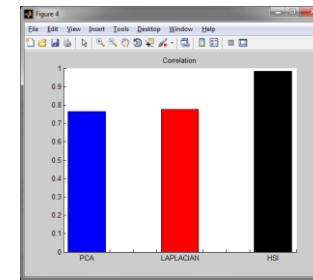 Figure 4
File Edit View Insert Tools Desktop Window Help
Correlation
1
0.9
0.8
0.7
0.6
0.5
0.4
0.3
0.2
0.1
0
PCA LAPLACIAN HSI